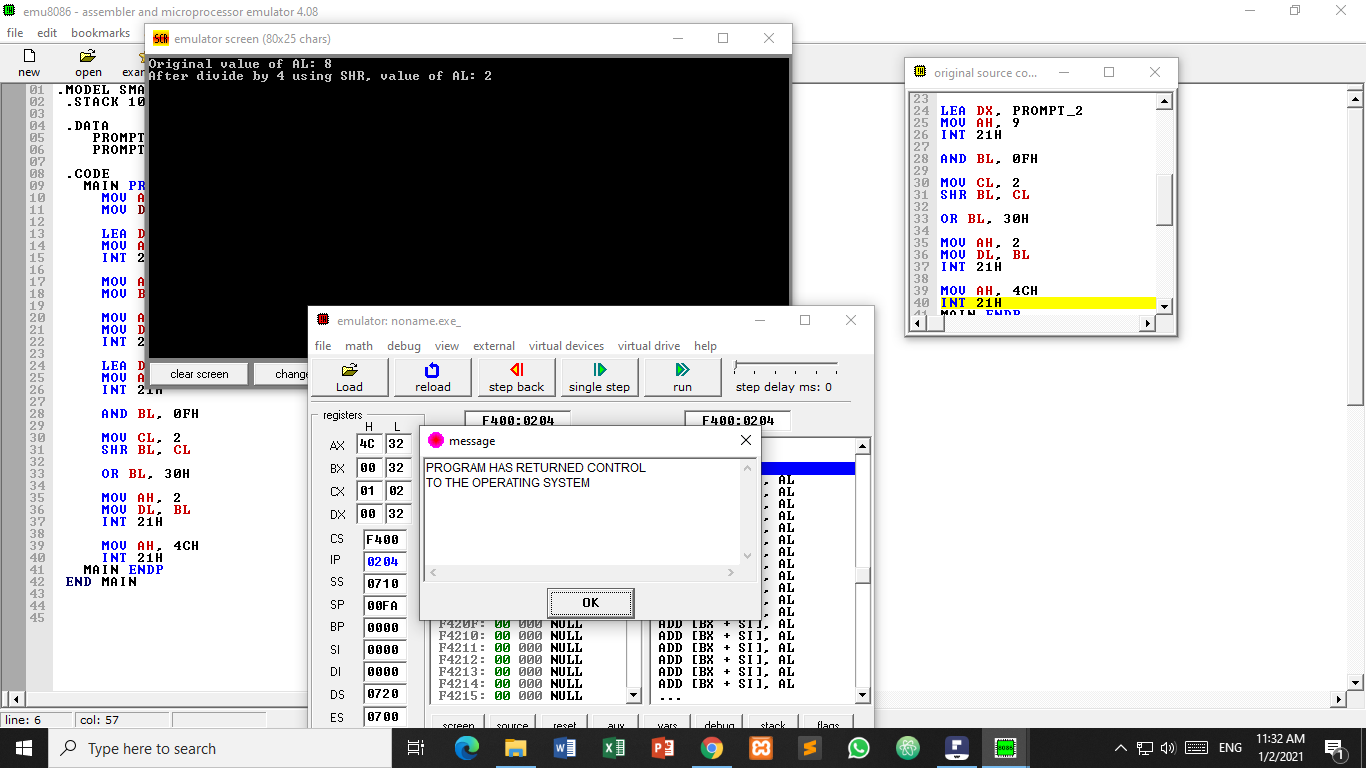 emu8086 - assembler and microprocessor emulator 4.08
file edit bookmarks
new open
emulator screen (80x25 chars)
Original value of AL: 8
After divide by 4 using SHR, value of AL: 2
clear screen
01 .MODEL
02 .STACK
03
04 .DATA
05 PROMPT
06 PROMPT
07
08 .CODE
09 MAIN
10 MOV
11 MOV
12
13 LEA
14 MOV
15 INT
16
17 MOV
18 MOV
19
20 MOV
21 MOV
22 INT
23
24 LEA
25 MOV
26 INT 21H
27
28 AND BL, 0FH
29
30 MOV CL, 2
31 SHR BL, CL
32
33 OR BL, 30H
34
35 MOV AH, 2
36 MOV DL, BL
37 INT 21H
38
39 MOV AH, 4CH
40 INT 21H
41 MAIN ENDP
42 END MAIN
43
44
45
line: 6 col: 57
original source co...
23
24 LEA DX, PROMPT_2
25 MOV AH, 9
26 INT 21H
27
28 AND BL, 0FH
29
30 MOV CL, 2
31 SHR BL, CL
32
33 OR BL, 30H
34
35 MOV AH, 2
36 MOV DL, BL
37 INT 21H
38
39 MOV AH, 4CH
40 INT 21H
41 MAIN ENDP
emulator: noname.exe_
file math debug view external virtual devices virtual drive help
Load reload step back single step run step delay ms: 0
registers F400:0204 F400:0204
H L
AX 4C 32
BX 00 32
CX 01 02
DX 00 32
CS F400
IP 0204
SS 0710
SP 00FA
BP 0000
SI 0000
DI 0000
DS 0720
ES 0700
message
PROGRAM HAS RETURNED CONTROL
TO THE OPERATING SYSTEM
OK
, AL
, AL
, AL
, AL
, AL
, AL
, AL
, AL
, AL
, AL
, AL
, AL
F420F: 00 000 NULL ADD [BX + SI], AL
F4210: 00 000 NULL ADD [BX + SI], AL
F4211: 00 000 NULL ADD [BX + SI], AL
F4212: 00 000 NULL ADD [BX + SI], AL
F4213: 00 000 NULL ADD [BX + SI], AL
F4214: 00 000 NULL ADD [BX + SI], AL
F4215: 00 000 NULL ...
screen source reset aux vars debug stack flags
Type here to search
ENG
11:32 AM
1/2/2021
1